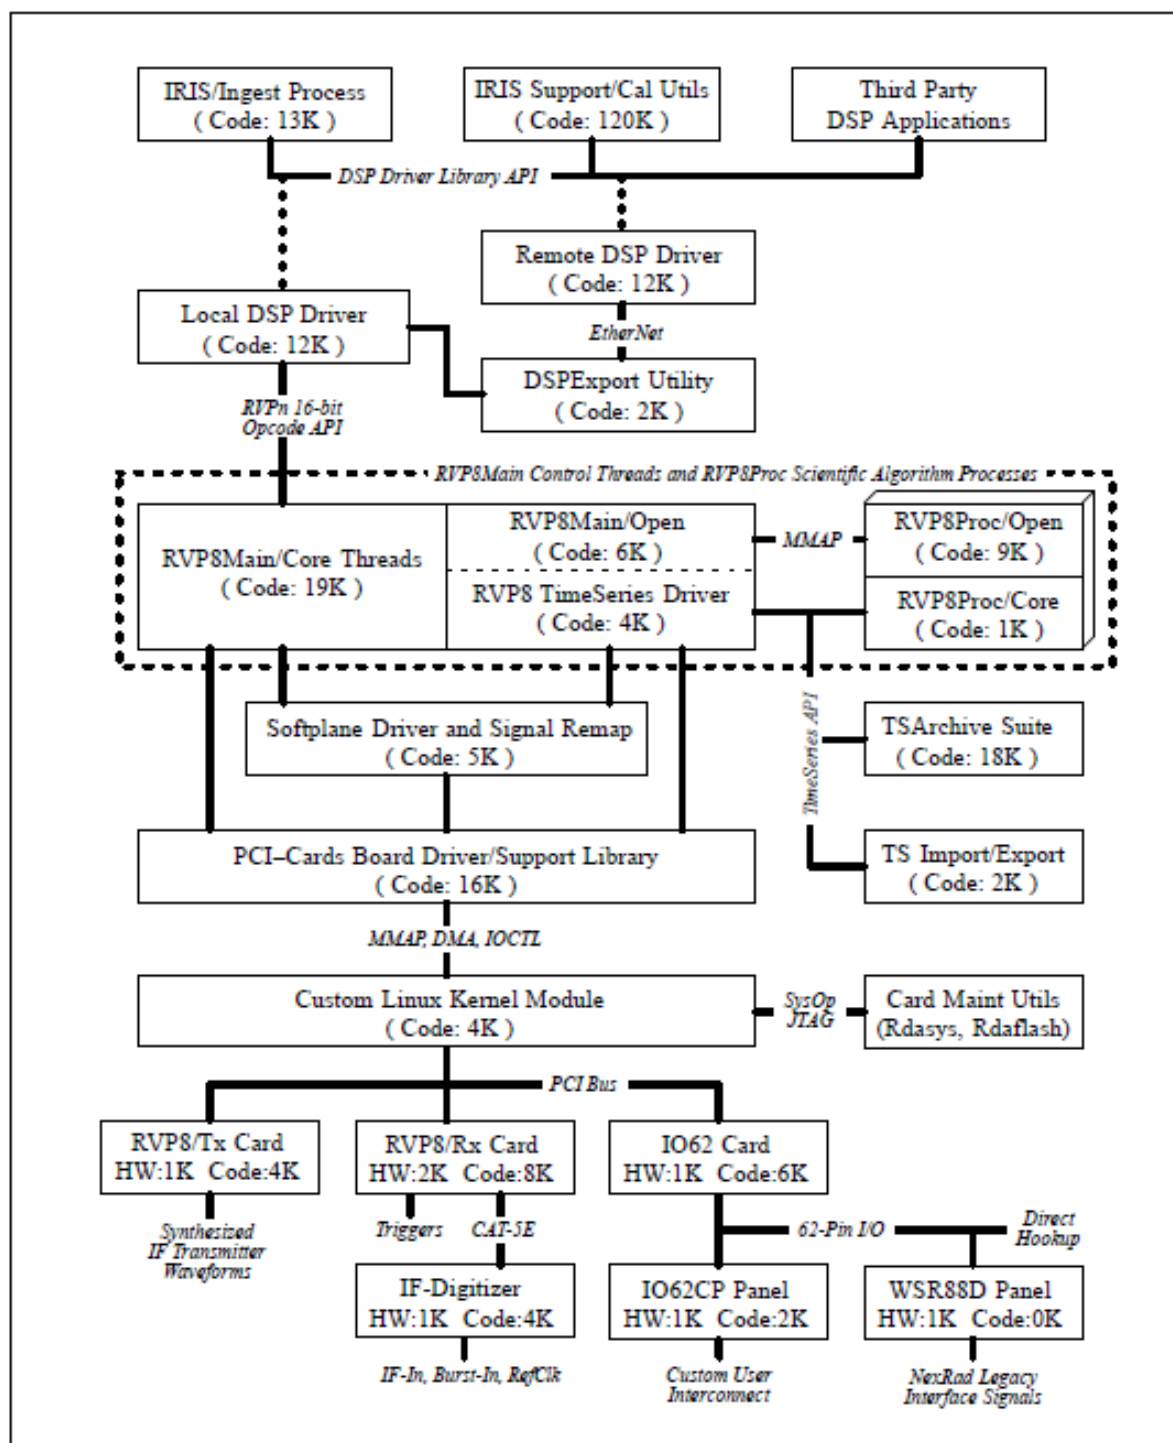 IRIS/Ingest Process
( Code: 13K )
IRIS Support/Cal Utils
( Code: 120K )
Third Party
DSP Applications
DSP Driver Library API
Remote DSP Driver
( Code: 12K )
Local DSP Driver
( Code: 12K )
EtherNet
DSPExport Utility
( Code: 2K )
RVPn 16-bit
Opcode API
RVP8Main Control Threads and RVP8Proc Scientific Algorithm Processes
RVP8Main/Core Threads
( Code: 19K )
RVP8Main/Open
( Code: 6K )
MMAP
RVP8Proc/Open
( Code: 9K )
RVP8 TimeSeries Driver
( Code: 4K )
RVP8Proc/Core
( Code: 1K )
Softplane Driver and Signal Remap
( Code: 5K )
TimeSeries API
TSArchive Suite
( Code: 18K )
PCI–Cards Board Driver/Support Library
( Code: 16K )
TS Import/Export
( Code: 2K )
MMAP, DMA, IOCTL
Custom Linux Kernel Module
( Code: 4K )
SysOp
JTAG
Card Maint Utils
(Rdasys, Rdaflash)
PCI Bus
RVP8/Tx Card
HW:1K Code:4K
RVP8/Rx Card
HW:2K Code:8K
IO62 Card
HW:1K Code:6K
Synthesized
IF Transmitter
Waveforms
Triggers
CAT-5E
62-Pin I/O
Direct
Hookup
IF-Digitizer
HW:1K Code:4K
IO62CP Panel
HW:1K Code:2K
WSR88D Panel
HW:1K Code:0K
IF-In, Burst-In, RefClk
Custom User
Interconnect
NexRad Legacy
Interface Signals